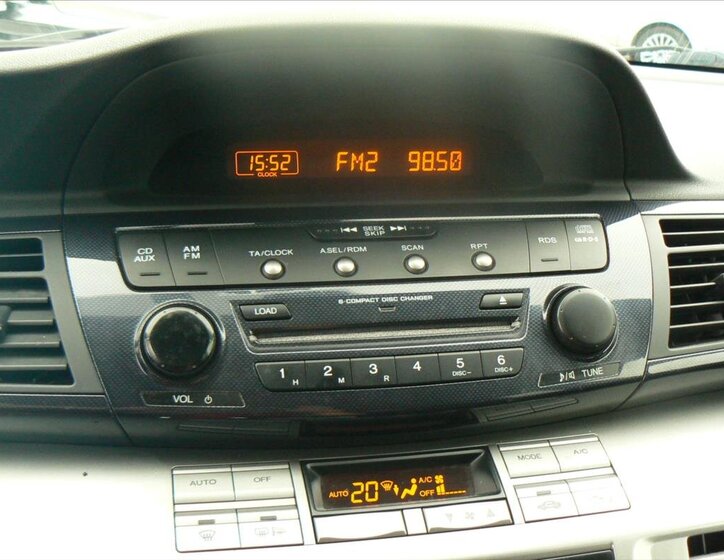 15:52 FM2 98.50
CLOCK
SEEK
SKIP
CD
AUX
AM
FM
TA/CLOCK
A.SEL/RDM
SCAN
RPT
RDS
6-COMPACT DISC CHANGER
LOAD
1 H 2 M 3 R 4 5 DISC- 6 DISC+
VOL
TUNE
AUTO OFF
AUTO 20 A/C
OFF
MODE A/C